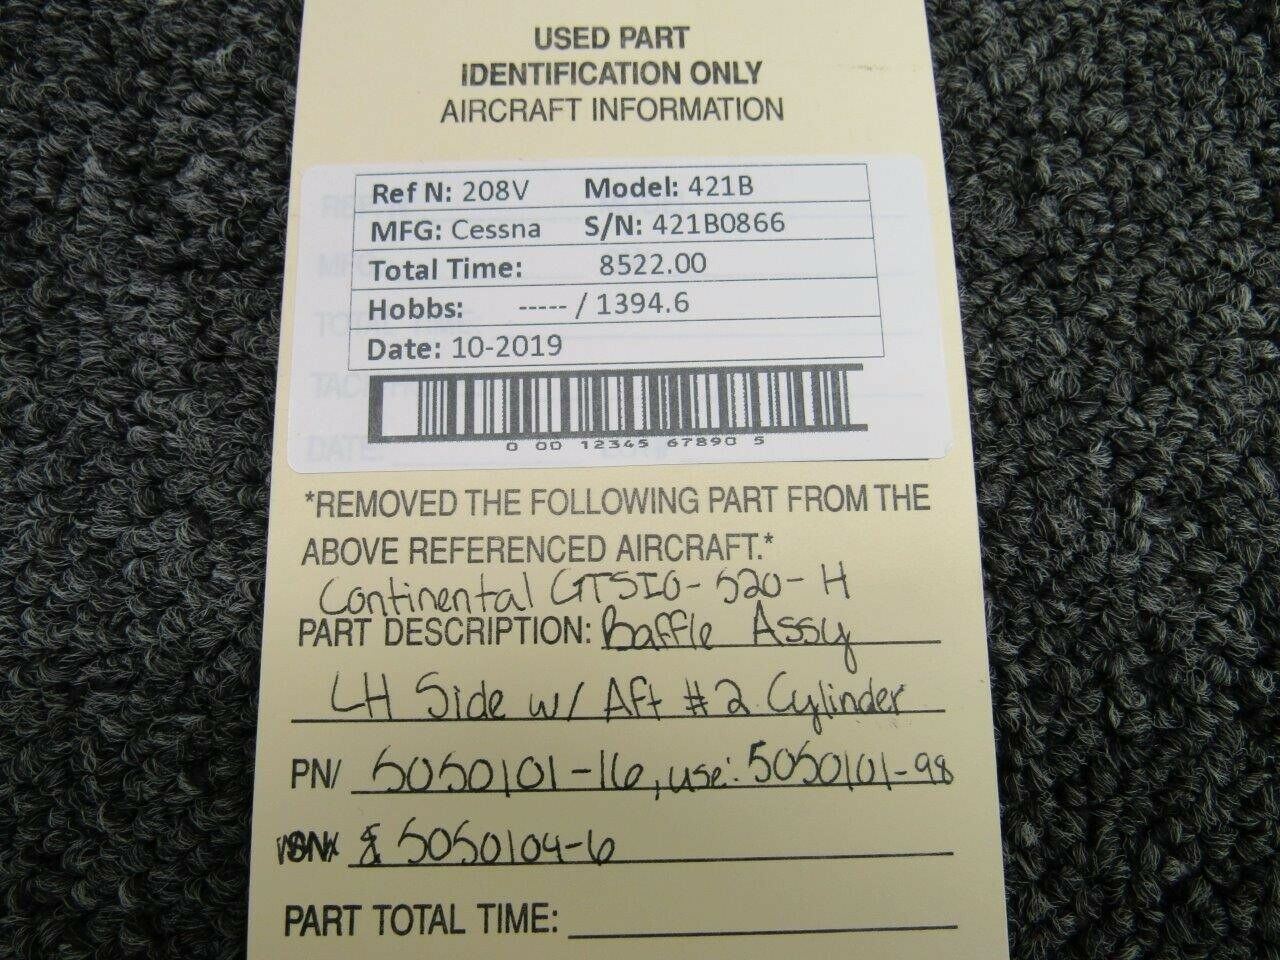 USED PART
IDENTIFICATION ONLY
AIRCRAFT INFORMATION
Ref N: 208V Model: 421B
MFG: Cessna S/N: 421B0866
Total Time: 8522.00
Hobbs: ----- / 1394.6
Date: 10-2019
0 00 12345 67890 5
*REMOVED THE FOLLOWING PART FROM THE
ABOVE REFERENCED AIRCRAFT.*
Continental GTSIO-520-H
PART DESCRIPTION: Baffle Assy
LH Side w/ Aft #2 Cylinder
PN/ 5050101-16, use: 5050101-98
& 5050104-6
PART TOTAL TIME: